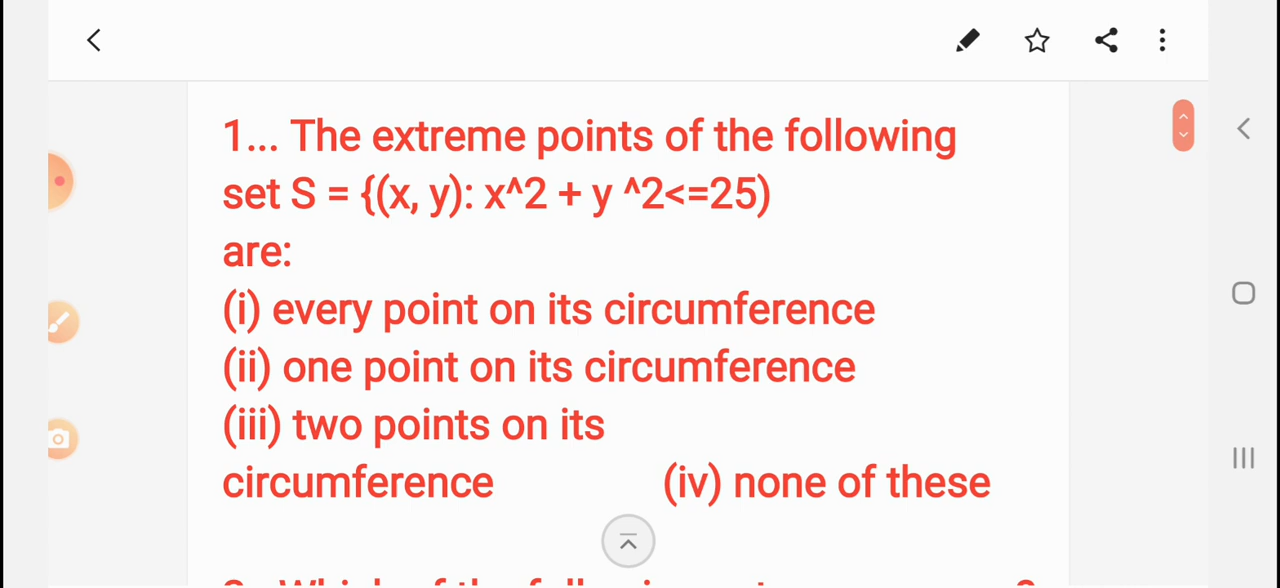 1... The extreme points of the following
set S = {(x, y): x^2 + y ^2<=25)
are:
(i) every point on its circumference
(ii) one point on its circumference
(iii) two points on its
circumference (iv) none of these